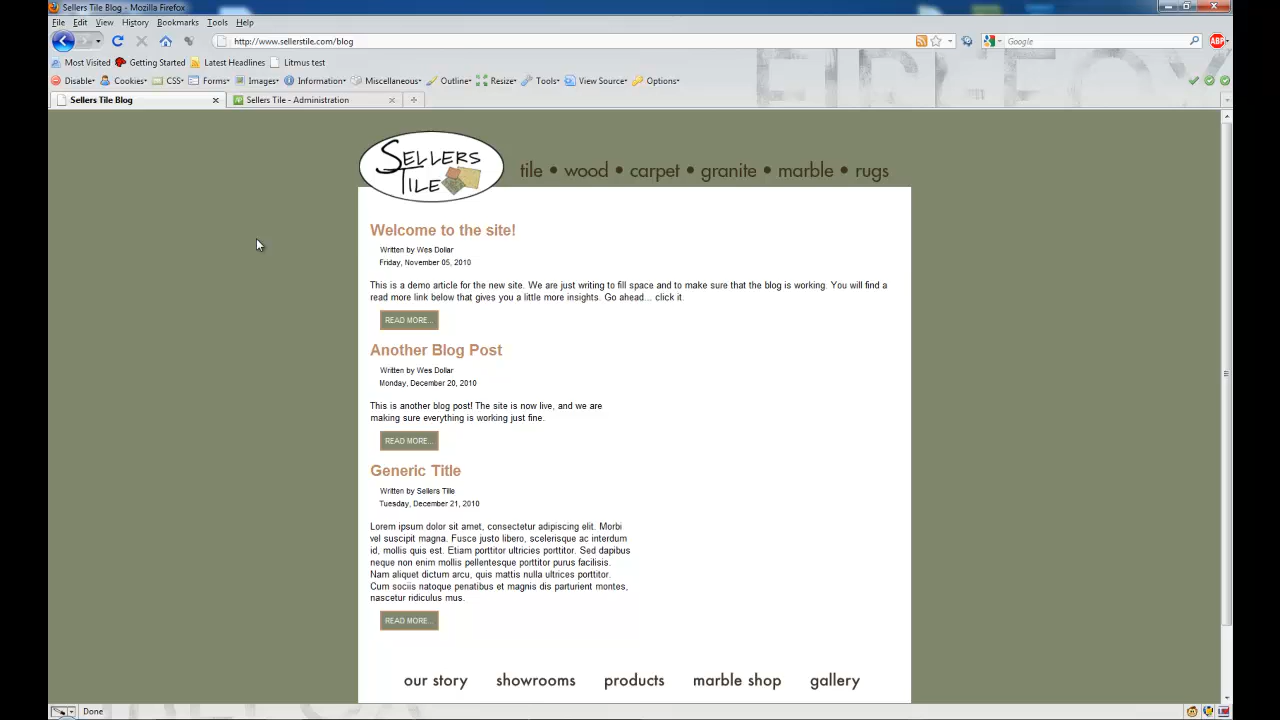 Sellers Tile Blog - Mozilla Firefox
File Edit View History Bookmarks Tools Help
http://www.sellerstile.com/blog
Google
ABP
Most Visited Getting Started Latest Headlines Litmus test
Disable Cookies CSS Forms Images Information Miscellaneous Outline Resize Tools View Source Options
Sellers Tile Blog
Sellers Tile - Administration
SELLERS
TILE
tile • wood • carpet • granite • marble • rugs
Welcome to the site!
Written by Wes Dollar
Friday, November 05, 2010
This is a demo article for the new site. We are just writing to fill space and to make sure that the blog is working. You will find a
read more link below that gives you a little more insights. Go ahead... click it.
READ MORE...
Another Blog Post
Written by Wes Dollar
Monday, December 20, 2010
This is another blog post! The site is now live, and we are
making sure everything is working just fine.
READ MORE...
Generic Title
Written by Sellers Tille
Tuesday, December 21, 2010
Lorem ipsum dolor sit amet, consectetur adipiscing elit. Morbi
vel suscipit magna. Fusce justo libero, scelerisque ac interdum
id, mollis quis est. Etiam porttitor ultricies porttitor. Sed dapibus
neque non enim mollis pellentesque porttitor purus facilisis.
Nam aliquet dictum arcu, quis mattis nulla ultrices porttitor.
Cum sociis natoque penatibus et magnis dis parturient montes,
nascetur ridiculus mus.
READ MORE...
our story showrooms products marble shop gallery
Done